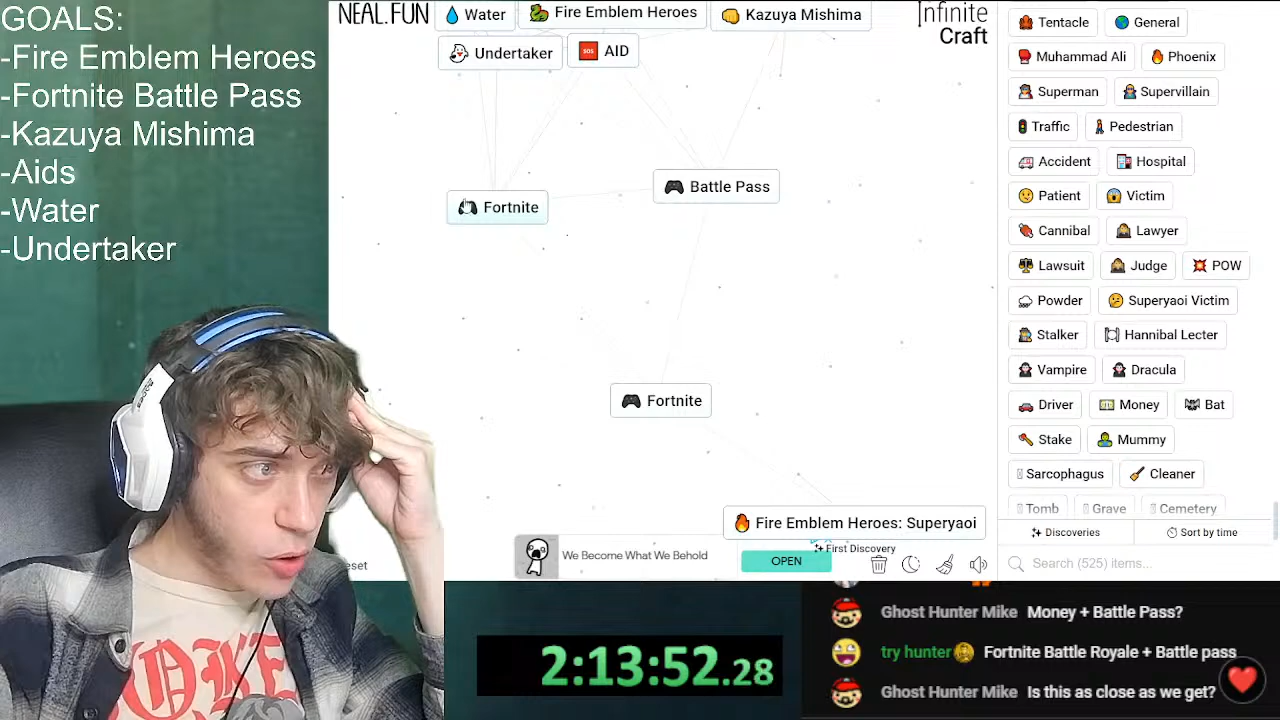 GOALS:
-Fire Emblem Heroes
-Fortnite Battle Pass
-Kazuya Mishima
-Aids
-Water
-Undertaker
NEAL.FUN
Water
Fire Emblem Heroes
Kazuya Mishima
Infinite
Craft
Undertaker
SOS AID
Battle Pass
Fortnite
Fortnite
Fire Emblem Heroes: Superyaoi
First Discovery
eset
We Become What We Behold
OPEN
Tentacle
General
Muhammad Ali
Phoenix
Superman
Supervillain
Traffic
Pedestrian
Accident
Hospital
Patient
Victim
Cannibal
Lawyer
Lawsuit
Judge
POW
Powder
Superyaoi Victim
Stalker
Hannibal Lecter
Vampire
Dracula
Driver
Money
Bat
Stake
Mummy
Sarcophagus
Cleaner
Tomb
Grave
Cemetery
Discoveries
Sort by time
Search (525) items...
2:13:52.28
Ghost Hunter Mike Money + Battle Pass?
try hunter Fortnite Battle Royale + Battle pass
Ghost Hunter Mike Is this as close as we get?